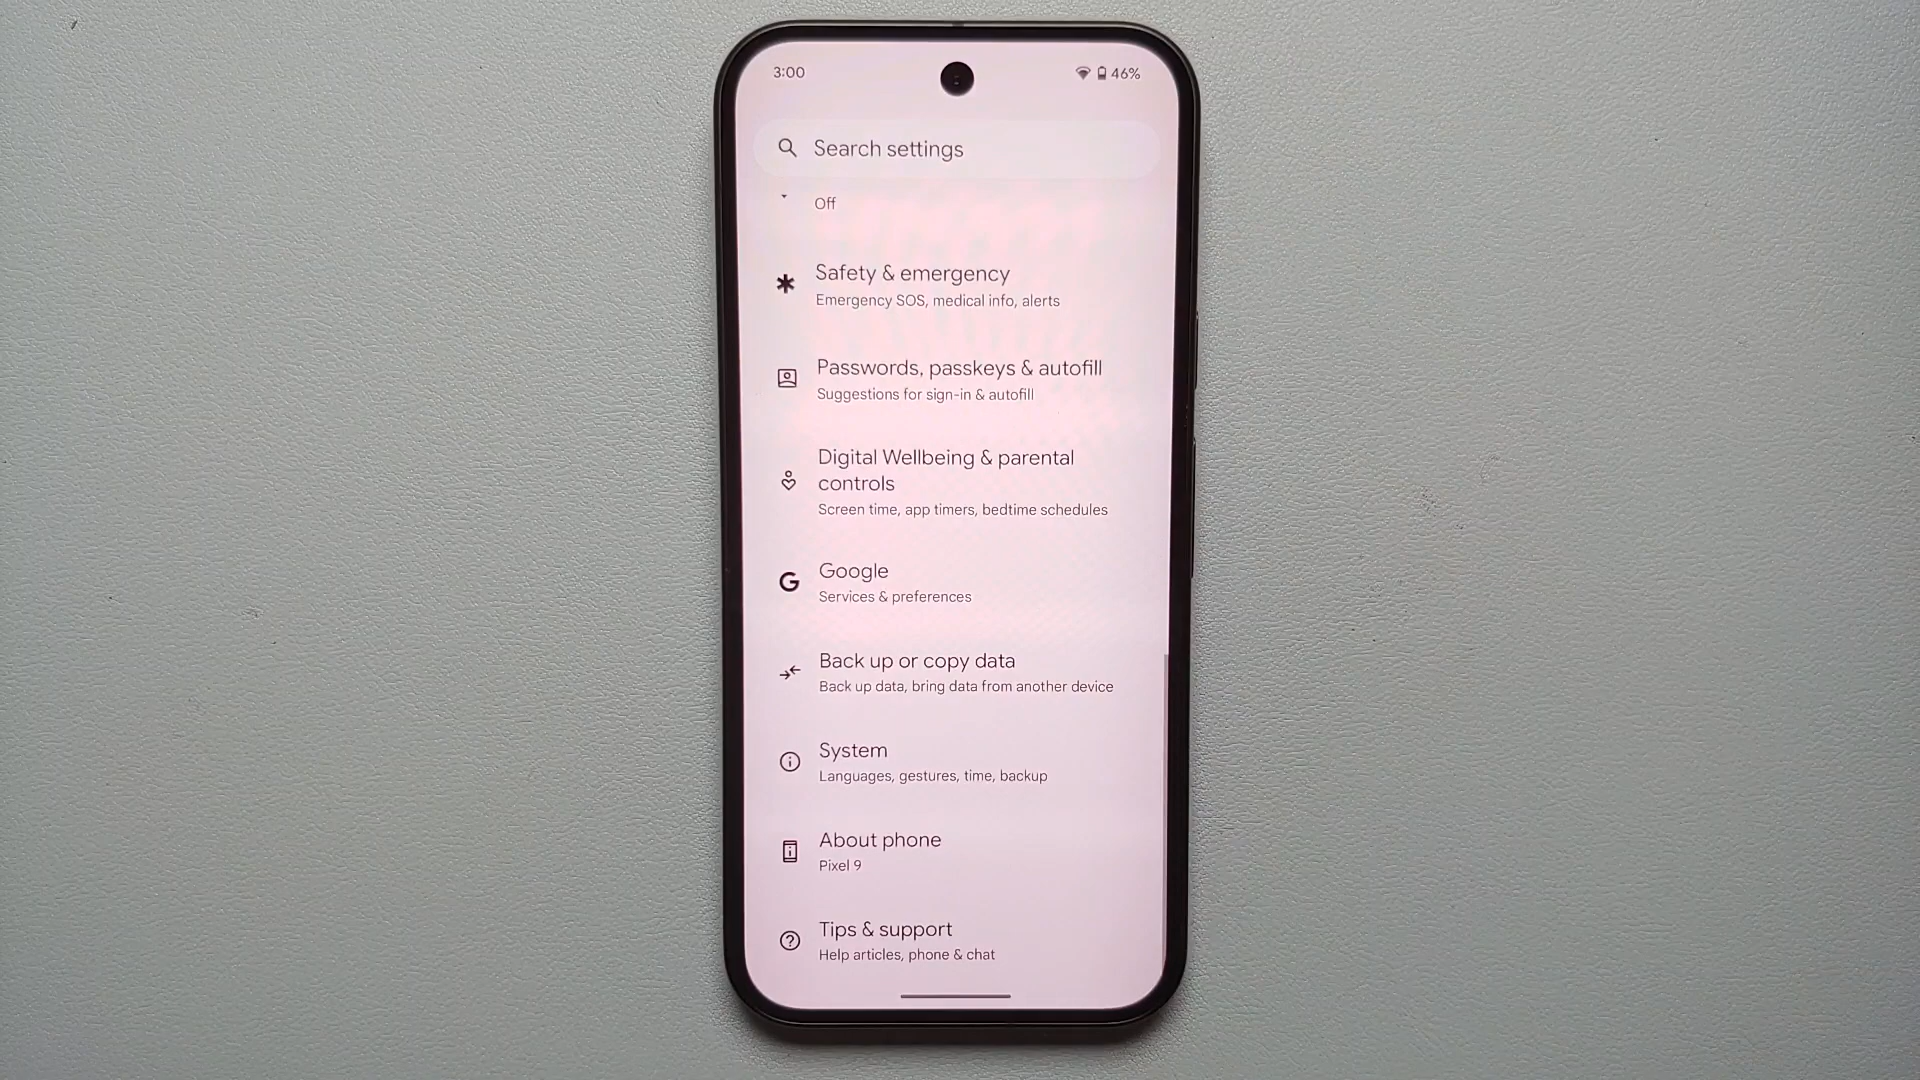 3:00
46%
Search settings
Off
Safety & emergency
Emergency SOS, medical info, alerts
Passwords, passkeys & autofill
Suggestions for sign-in & autofill
Digital Wellbeing & parental
controls
Screen time, app timers, bedtime schedules
Google
Services & preferences
Back up or copy data
Back up data, bring data from another device
System
Languages, gestures, time, backup
About phone
Pixel 9
Tips & support
Help articles, phone & chat